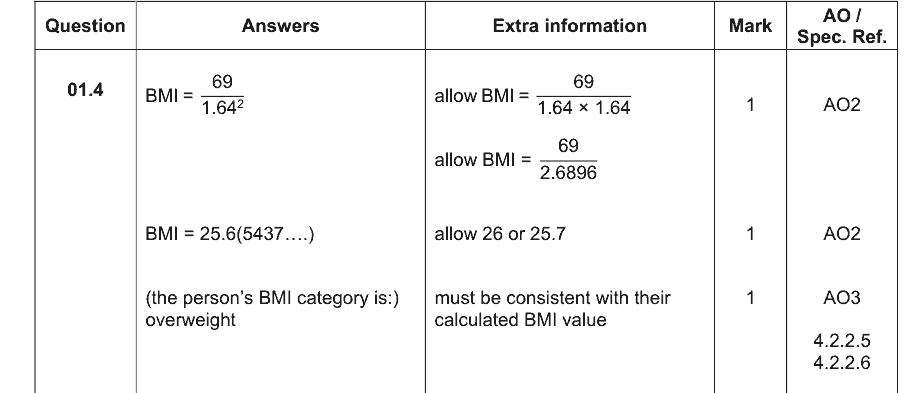 Question Answers Extra information Mark AO /
Spec. Ref.
01.4 BMI = 69/1.64² allow BMI = 69/1.64 × 1.64 1 AO2
allow BMI = 69/2.6896
BMI = 25.6(5437....) allow 26 or 25.7 1 AO2
(the person's BMI category is:) must be consistent with their 1 AO3
overweight calculated BMI value
4.2.2.5
4.2.2.6